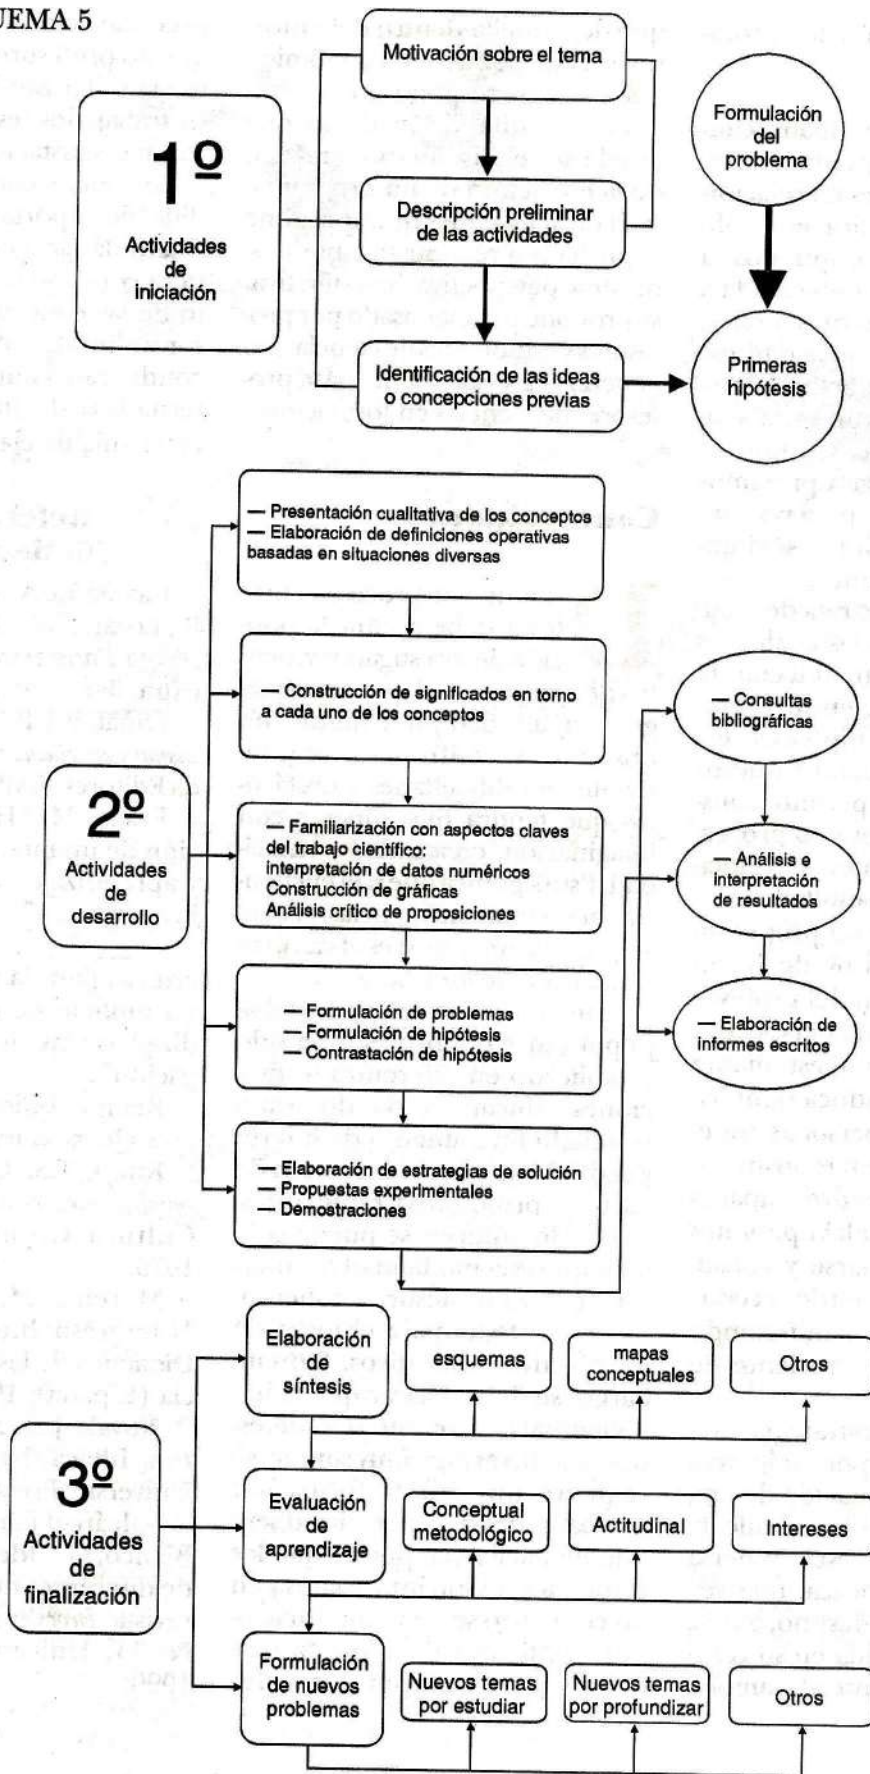 UEMA 5
Motivación sobre el tema
Formulación
del
problema
1º
Actividades
de
iniciación
Descripción preliminar
de las actividades
Identificación de las ideas
o concepciones previas
Primeras
hipótesis
— Presentación cualitativa de los conceptos
— Elaboración de definiciones operativas
basadas en situaciones diversas
— Construcción de significados en torno
a cada uno de los conceptos
— Consultas
bibliográficas
2º
Actividades
de
desarrollo
— Familiarización con aspectos claves
del trabajo científico:
interpretación de datos numéricos
Construcción de gráficas
Análisis crítico de proposiciones
— Análisis e
interpretación
de resultados
— Formulación de problemas
— Formulación de hipótesis
— Contrastación de hipótesis
— Elaboración de
informes escritos
— Elaboración de estrategias de solución
— Propuestas experimentales
— Demostraciones
Elaboración
de
síntesis
esquemas
mapas
conceptuales
Otros
3º
Actividades
de
finalización
Evaluación
de
aprendizaje
Conceptual
metodológico
Actitudinal
Intereses
Formulación
de nuevos
problemas
Nuevos temas
por estudiar
Nuevos temas
por profundizar
Otros